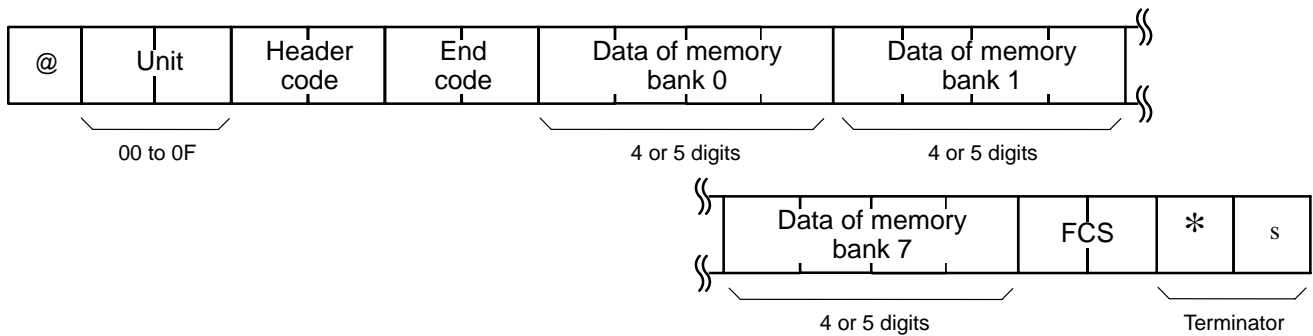 @ Unit Header code End code Data of memory bank 0 Data of memory bank 1
00 to 0F 4 or 5 digits 4 or 5 digits
Data of memory bank 7 FCS * s
4 or 5 digits Terminator